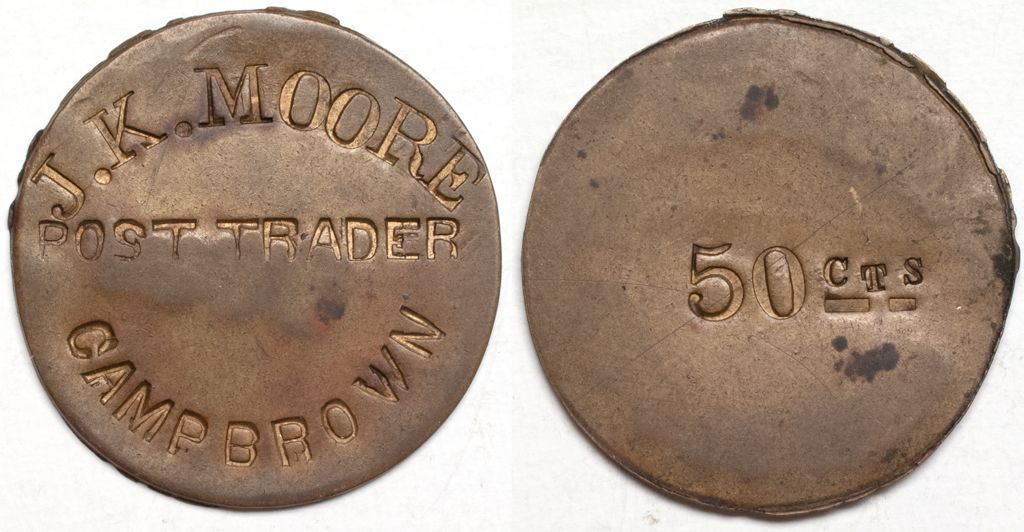 J.K.MOORE
POST TRADER
CAMP BROWN
50 CTS